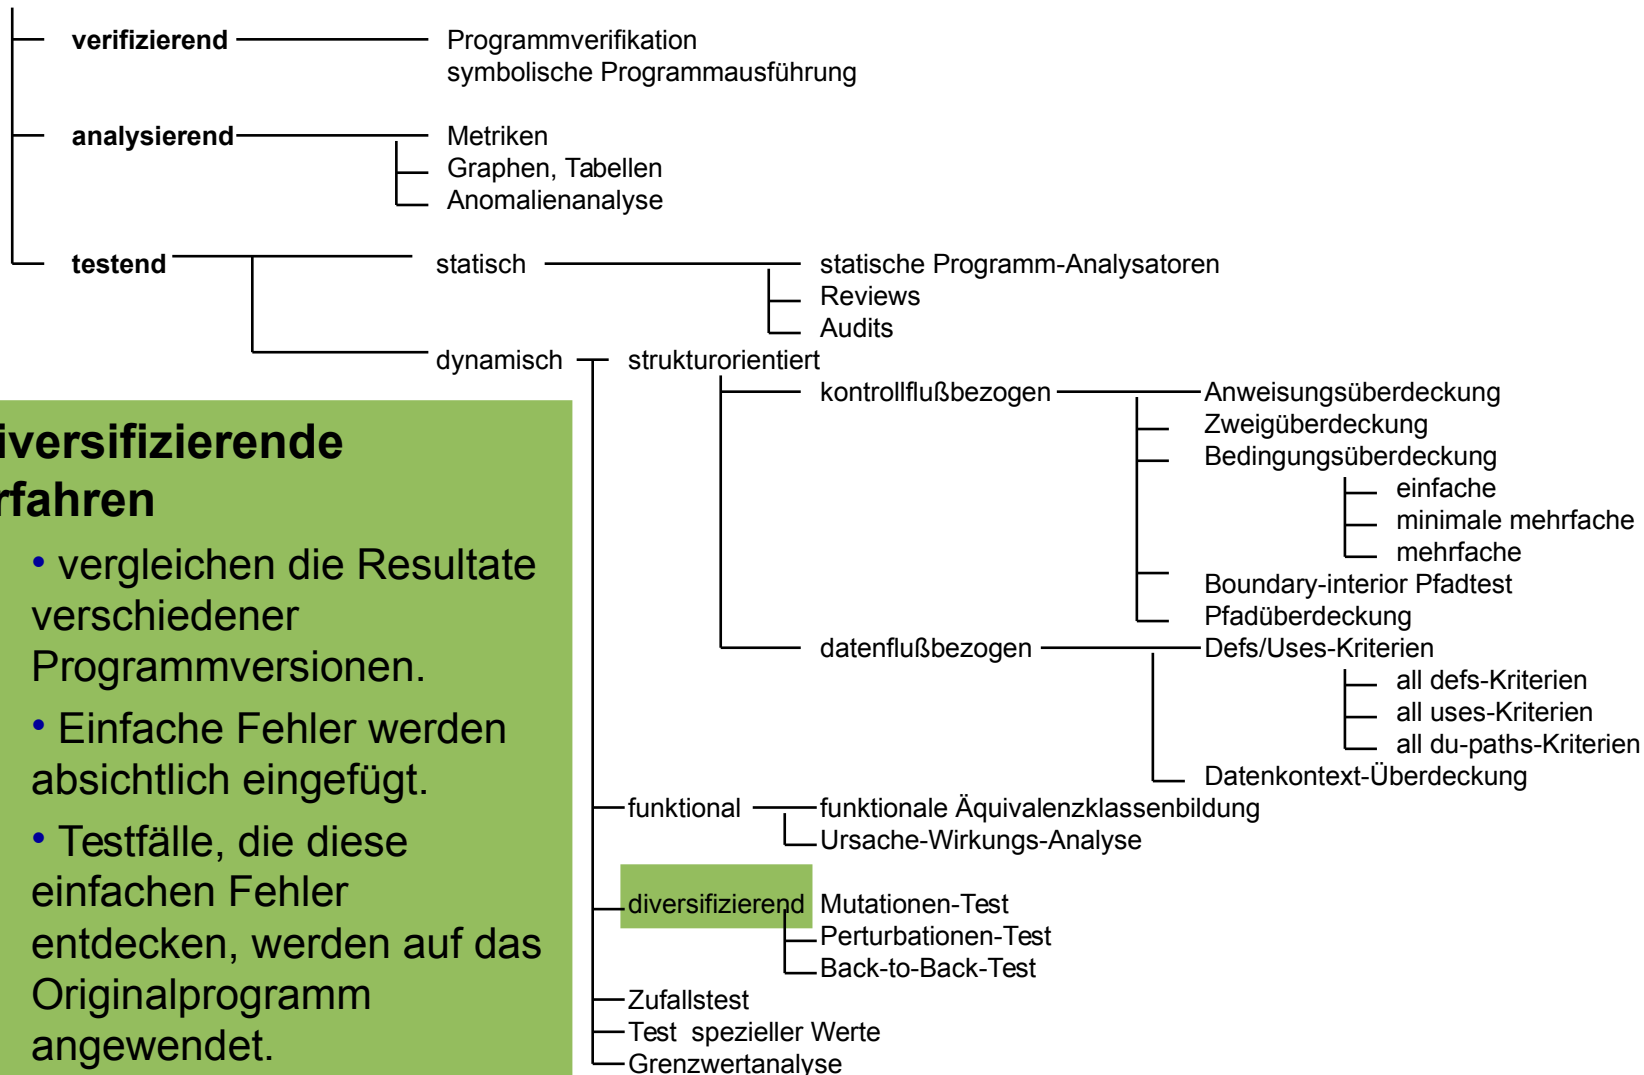 verifizierend
Programmverifikation
symbolische Programmausführung
analysierend
Metriken
Graphen, Tabellen
Anomalienanalyse
testend
statisch
statische Programm-Analysatoren
Reviews
Audits
dynamisch
strukturorientiert
kontrollflußbezogen
Anweisungsüberdeckung
Zweigüberdeckung
Bedingungsüberdeckung
einfache
minimale mehrfache
mehrfache
Boundary-interior Pfadtest
Pfadüberdeckung
datenflußbezogen
Defs/Uses-Kriterien
all defs-Kriterien
all uses-Kriterien
all du-paths-Kriterien
Datenkontext-Überdeckung
funktional
funktionale Äquivalenzklassenbildung
Ursache-Wirkungs-Analyse
diversifizierend
Mutationen-Test
Perturbationen-Test
Back-to-Back-Test
Zufallstest
Test spezieller Werte
Grenzwertanalyse
iversifizierende
rfahren
• vergleichen die Resultate
verschiedener
Programmversionen.
• Einfache Fehler werden
absichtlich eingefügt.
• Testfälle, die diese
einfachen Fehler
entdecken, werden auf das
Originalprogramm
angewendet.